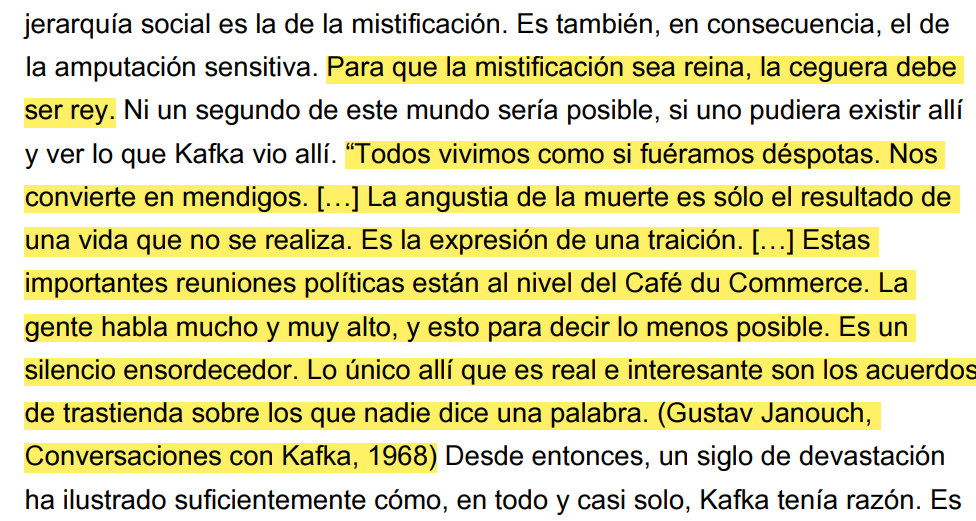 jerarquía social es la de la mistificación. Es también, en consecuencia, el de
la amputación sensitiva. Para que la mistificación sea reina, la ceguera debe
ser rey. Ni un segundo de este mundo sería posible, si uno pudiera existir allí
y ver lo que Kafka vio allí. “Todos vivimos como si fuéramos déspotas. Nos
convierte en mendigos. […] La angustia de la muerte es sólo el resultado de
una vida que no se realiza. Es la expresión de una traición. […] Estas
importantes reuniones políticas están al nivel del Café du Commerce. La
gente habla mucho y muy alto, y esto para decir lo menos posible. Es un
silencio ensordecedor. Lo único allí que es real e interesante son los acuerdos
de trastienda sobre los que nadie dice una palabra. (Gustav Janouch,
Conversaciones con Kafka, 1968) Desde entonces, un siglo de devastación
ha ilustrado suficientemente cómo, en todo y casi solo, Kafka tenía razón. Es